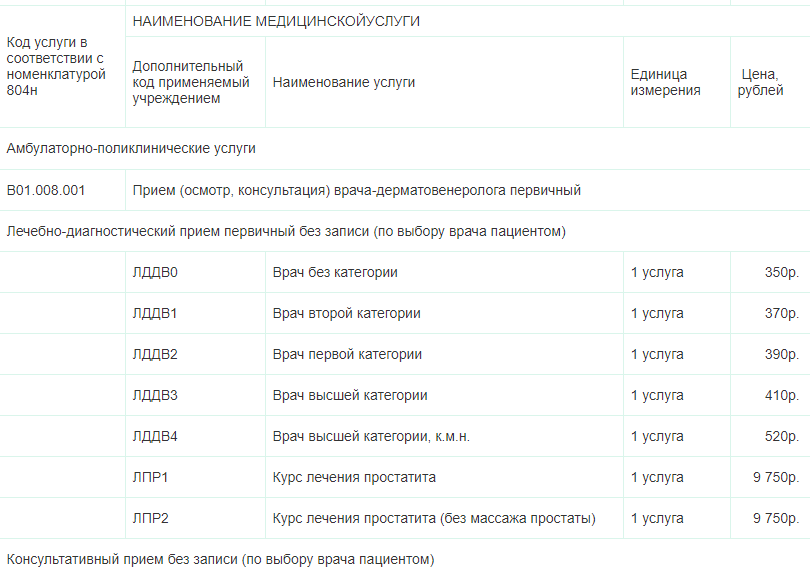 Код услуги в
соответствии с
номенклатурой
804н
НАИМЕНОВАНИЕ МЕДИЦИНСКОЙУСЛУГИ
Дополнительный
код применяемый
учреждением
Наименование услуги
Единица
измерения
Цена,
рублей
Амбулаторно-поликлинические услуги
B01.008.001 Прием (осмотр, консультация) врача-дерматовенеролога первичный
Лечебно-диагностический прием первичный без записи (по выбору врача пациентом)
ЛДДВ0 Врач без категории 1 услуга 350р.
ЛДДВ1 Врач второй категории 1 услуга 370р.
ЛДДВ2 Врач первой категории 1 услуга 390р.
ЛДДВ3 Врач высшей категории 1 услуга 410р.
ЛДДВ4 Врач высшей категории, к.м.н. 1 услуга 520р.
ЛПР1 Курс лечения простатита 1 услуга 9 750р.
ЛПР2 Курс лечения простатита (без массажа простаты) 1 услуга 9 750р.
Консультативный прием без записи (по выбору врача пациентом)